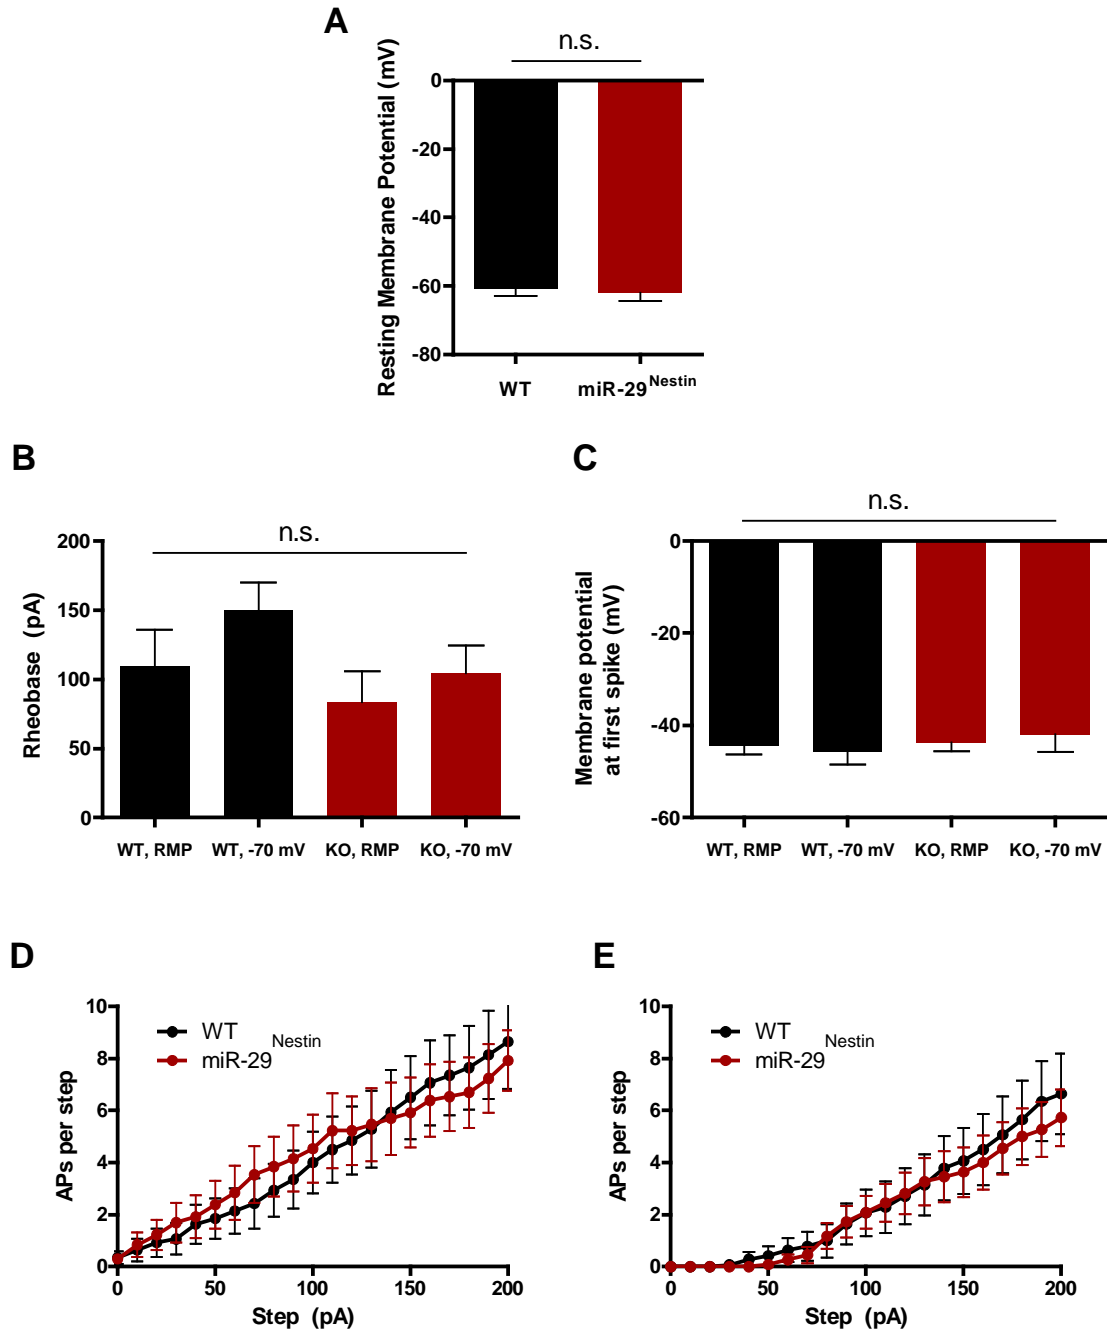 A
n.s.
Resting Membrane Potential (mV)
0
-20
-40
-60
-80
WT
miR-29Nestin
B
n.s.
Rheobase (pA)
200
150
100
50
0
WT, RMP
WT, -70 mV
KO, RMP
KO, -70 mV
C
n.s.
Membrane potential
at first spike (mV)
0
-20
-40
-60
WT, RMP
WT, -70 mV
KO, RMP
KO, -70 mV
D
APs per step
10
8
6
4
2
0
WT
miR-29Nestin
0
50
100
150
200
Step (pA)
E
APs per step
10
8
6
4
2
0
WT
miR-29Nestin
0
50
100
150
200
Step (pA)